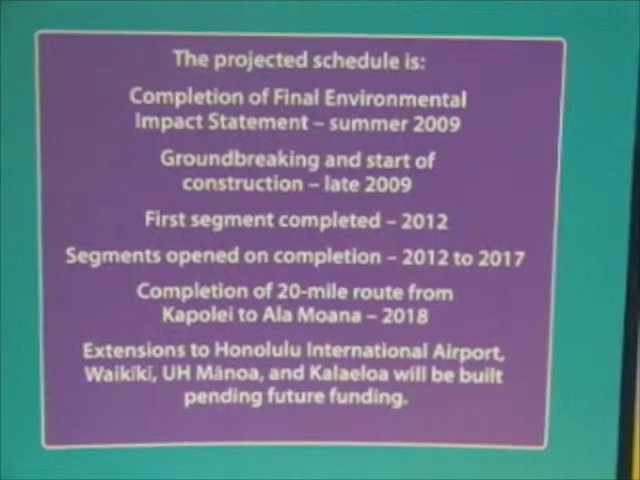 The projected schedule is:
Completion of Final Environmental
Impact Statement – summer 2009
Groundbreaking and start of
construction – late 2009
First segment completed – 2012
Segments opened on completion – 2012 to 2017
Completion of 20-mile route from
Kapolei to Ala Moana – 2018
Extensions to Honolulu International Airport,
Waikīkī, UH Mānoa, and Kalaeloa will be built
pending future funding.